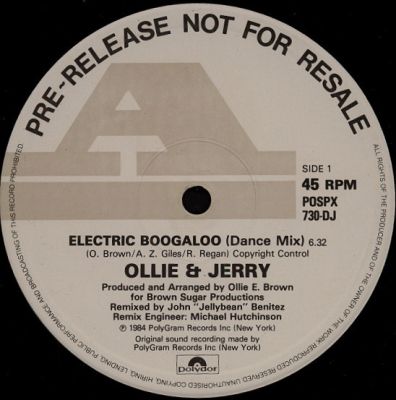 PRE-RELEASE NOT FOR RESALE
A
SIDE 1
45 RPM
POSPX
730-DJ
ELECTRIC BOOGALOO (Dance Mix) 6.32
(O. Brown/A. Z. Giles/R. Regan) Copyright Control
OLLIE & JERRY
Produced and Arranged by Ollie E. Brown
for Brown Sugar Productions
Remixed by John "Jellybean" Benitez
Remix Engineer: Michael Hutchinson
℗ 1984 PolyGram Records Inc (New York)
Original sound recording made by
PolyGram Records Inc (New York)
polydor
ALL RIGHTS OF THE PRODUCER AND OF THE OWNER OF THE RECORDED WORK RESERVED. UNAUTHORISED COPYING, HIRING, LENDING, PUBLIC PERFORMANCE AND BROADCASTING OF THIS RECORD PROHIBITED.